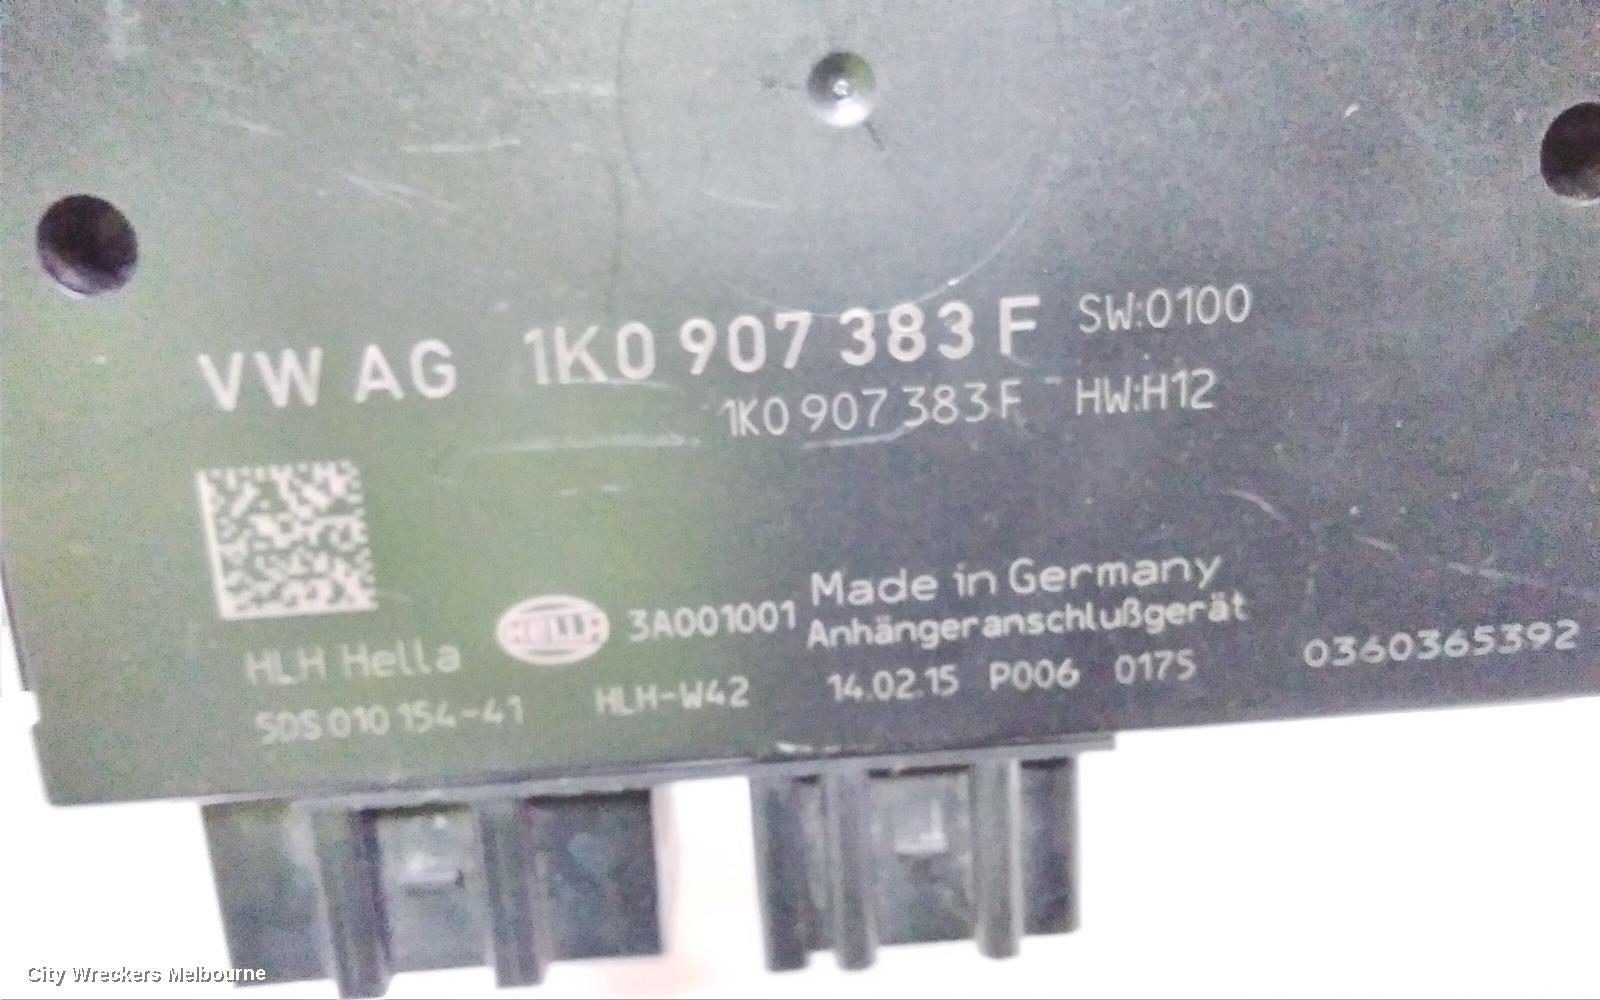 VW AG 1K0 907 383 F SW:0100
1K0 907 383 F HW:H12
HELLA 3A001001 Made in Germany
Anhängeranschlußgerät
HLH Hella 0360365392
5DS 010 154-41 HLH-W42 14.02.15 P006 0175
City Wreckers Melbourne